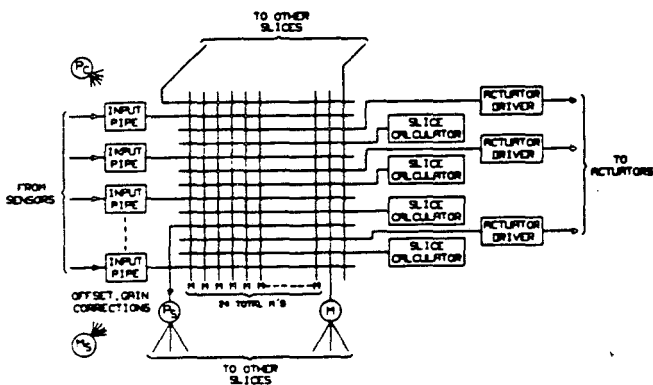 TO OTHER
SLICES
PC
INPUT
PIPE
INPUT
PIPE
INPUT
PIPE
INPUT
PIPE
FROM
SENSORS
SLICE
CALCULATOR
SLICE
CALCULATOR
SLICE
CALCULATOR
SLICE
CALCULATOR
ACTUATOR
DRIVER
ACTUATOR
DRIVER
ACTUATOR
DRIVER
TO
ACTUATORS
OFFSET, GAIN
CORRECTIONS
M M M M M M M
24 TOTAL M'S
PS
M
MS
TO OTHER
SLICES